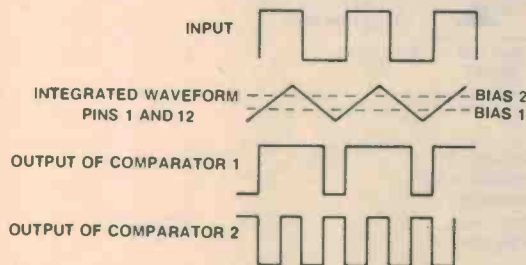 INPUT
INTEGRATED WAVEFORM
PINS 1 AND 12
BIAS 2
BIAS 1
OUTPUT OF COMPARATOR 1
OUTPUT OF COMPARATOR 2